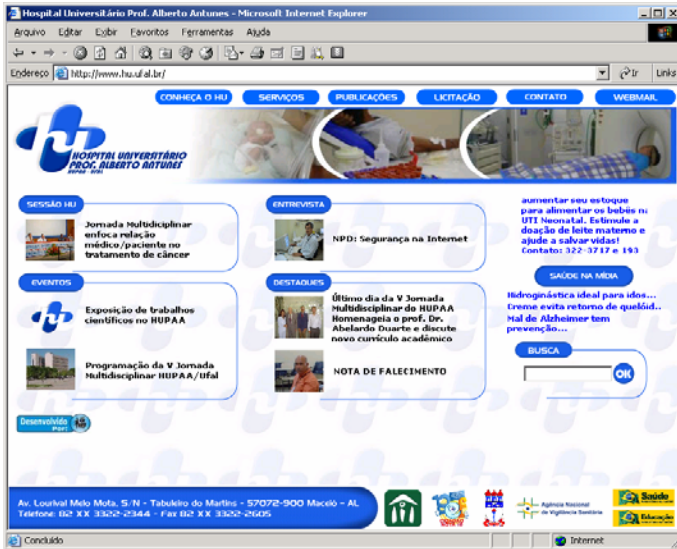 Hospital Universitário Prof. Alberto Antunes - Microsoft Internet Explorer
Arquivo Editar Exibir Favoritos Ferramentas Ajuda
Endereço http://www.hu.ufal.br/ Ir Links
CONHEÇA O HU SERVIÇOS PUBLICAÇÕES LICITAÇÃO CONTATO WEBMAIL
hu
HOSPITAL UNIVERSITÁRIO
PROF. ALBERTO ANTUNES
HUPAA - UFAL
SESSÃO HU
Jornada Multidiciplinar
enfoca relação
médico/paciente no
tratamento de câncer
ENTREVISTA
NPD: Segurança na Internet
aumentar seu estoque
para alimentar os bebês na
UTI Neonatal. Estimule a
doação de leite materno e
ajude a salvar vidas!
Contato: 322-3717 e 193
EVENTOS
Exposição de trabalhos
científicos no HUPAA
Programação da V Jornada
Multidisciplinar HUPAA/Ufal
DESTAQUES
Último dia da V Jornada
Multidisciplinar do HUPAA
Homenageia o prof. Dr.
Abelardo Duarte e discute
novo currículo acadêmico
NOTA DE FALECIMENTO
SAÚDE NA MÍDIA
Hidroginástica ideal para idos...
Creme evita retorno de quelóid..
Mal de Alzheimer tem
prevenção...
BUSCA
OK
Desenvolvido
Por:
Av. Lourival Melo Mota, S/N - Tabuleiro do Martins - 57072-900 Maceió - AL
Telefone: 82 XX 3322-2344 - Fax 82 XX 3322-2605
Agência Nacional
de Vigilância Sanitária
Saúde
Educação
Concluído Internet